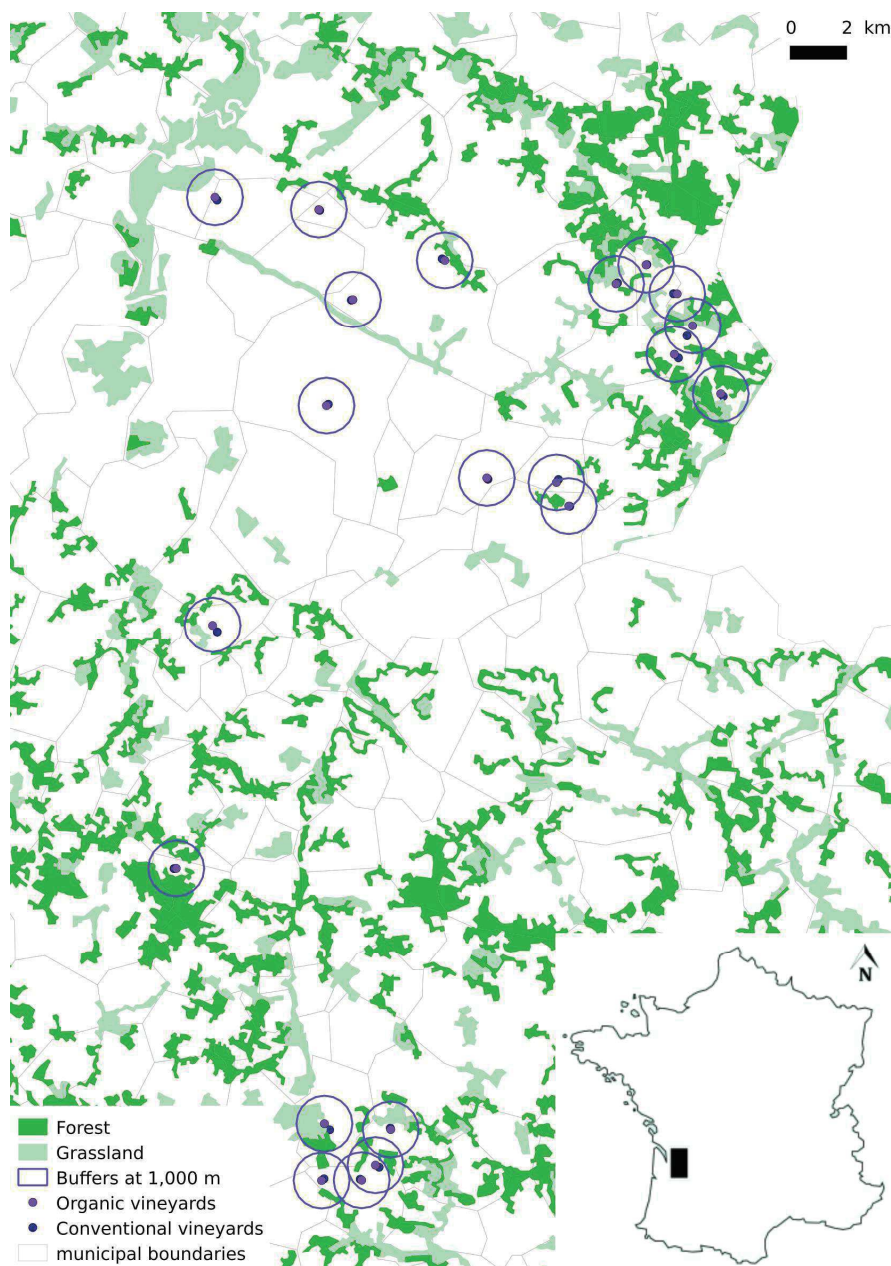 0 2 km
N
Forest
Grassland
Buffers at 1,000 m
Organic vineyards
Conventional vineyards
municipal boundaries